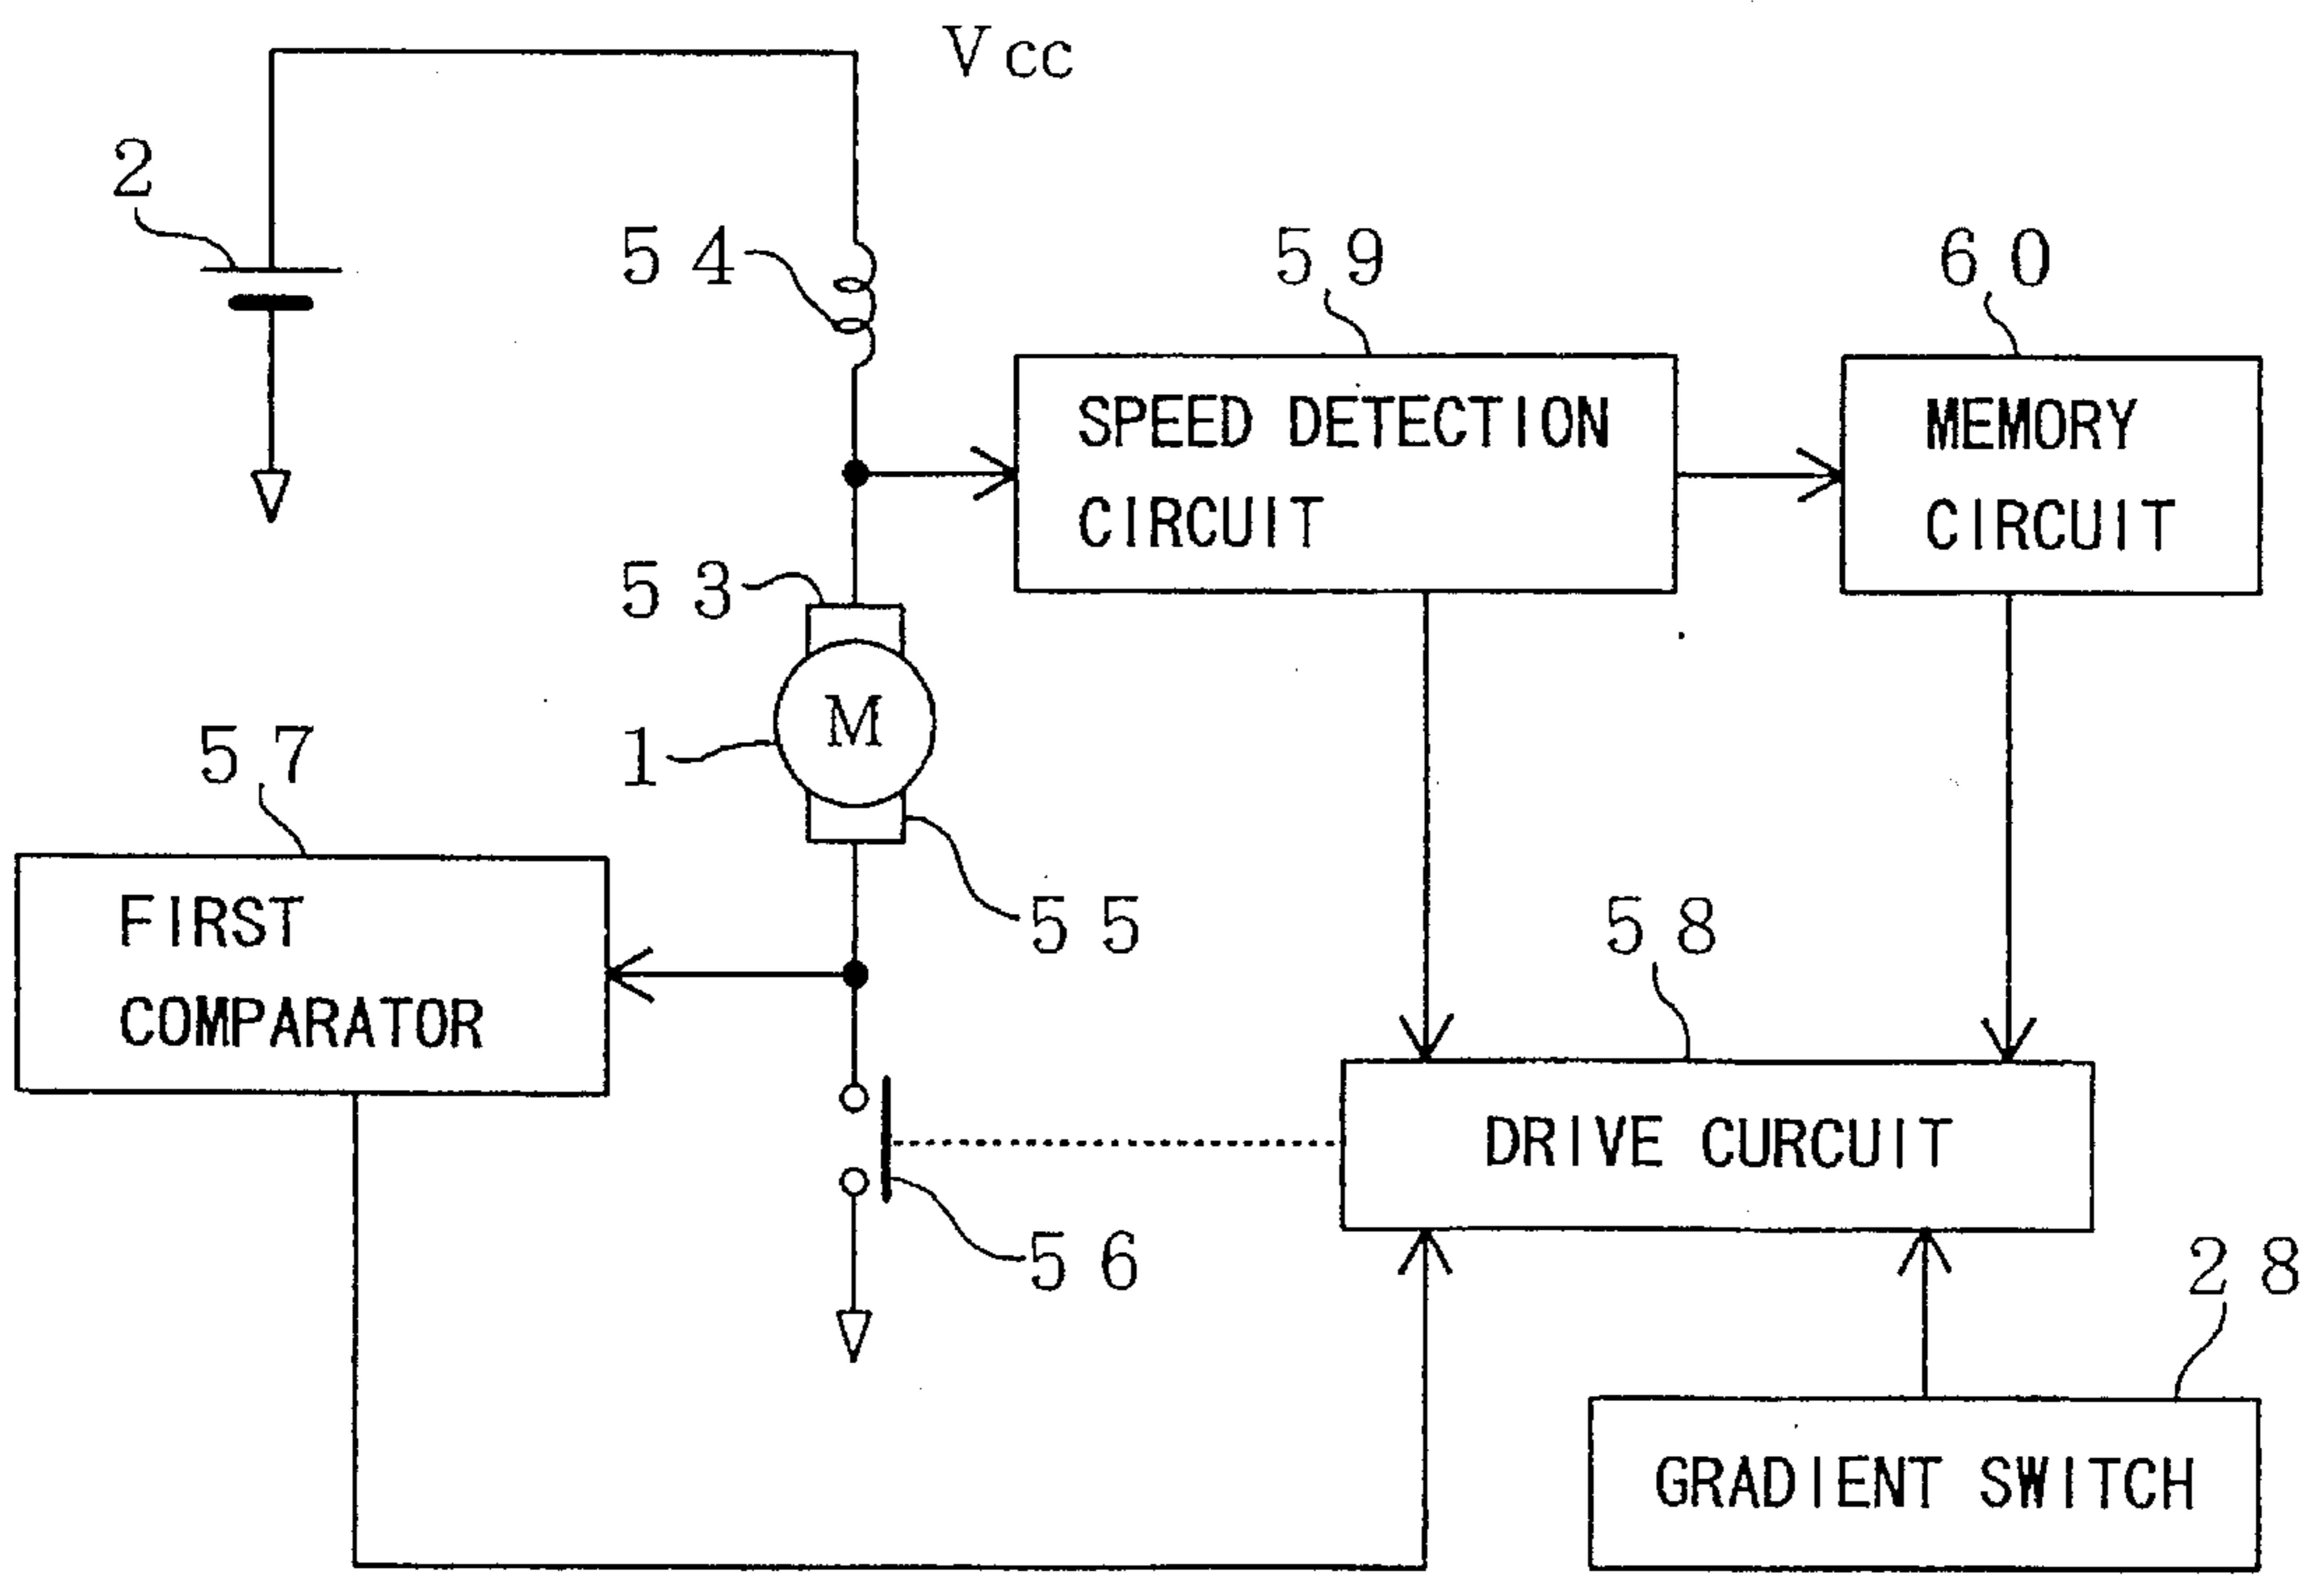 Vcc
2
54
59
60
SPEED DETECTION
CIRCUIT
MEMORY
CIRCUIT
53
M
1
57
FIRST
COMPARATOR
55
58
DRIVE CURCUIT
56
28
GRADIENT SWITCH